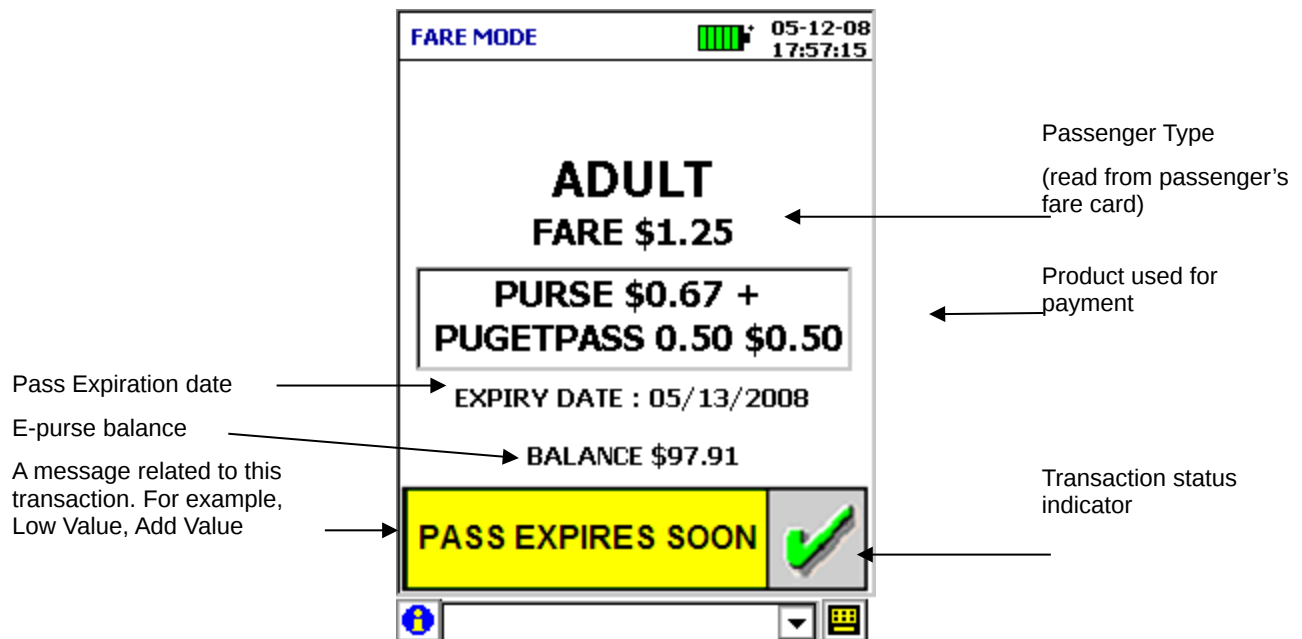 FARE MODE
05-12-08
17:57:15
ADULT
FARE $1.25
PURSE $0.67 +
PUGETPASS 0.50 $0.50
EXPIRY DATE : 05/13/2008
BALANCE $97.91
PASS EXPIRES SOON
Passenger Type
(read from passenger’s
fare card)
Product used for
payment
Pass Expiration date
E-purse balance
A message related to this
transaction. For example,
Low Value, Add Value
Transaction status
indicator